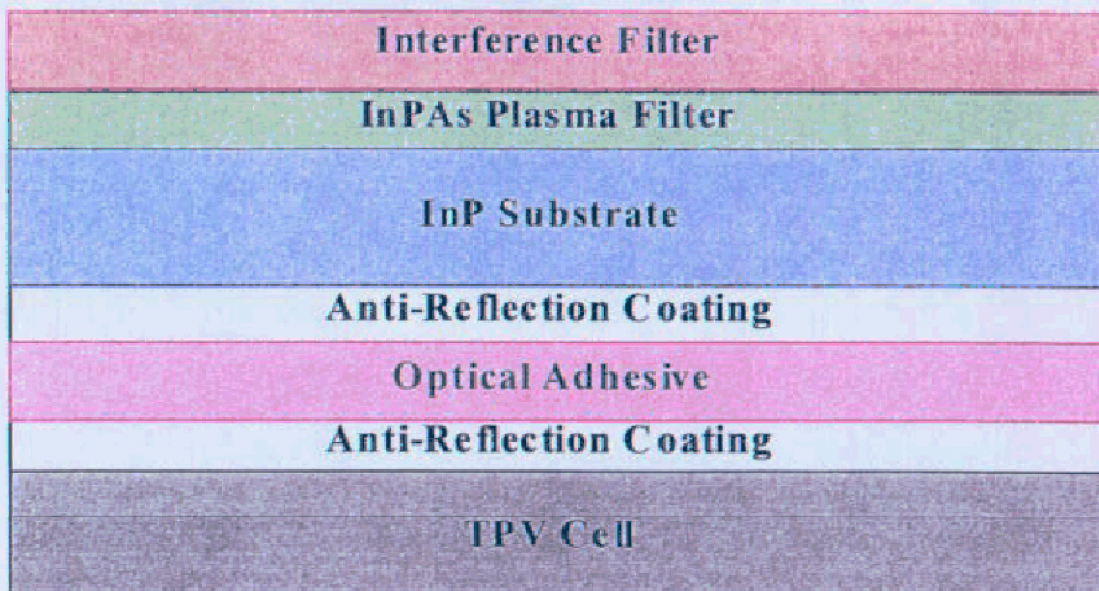 Interference Filter
InPAs Plasma Filter
InP Substrate
Anti-Reflection Coating
Optical Adhesive
Anti-Reflection Coating
TPV Cell